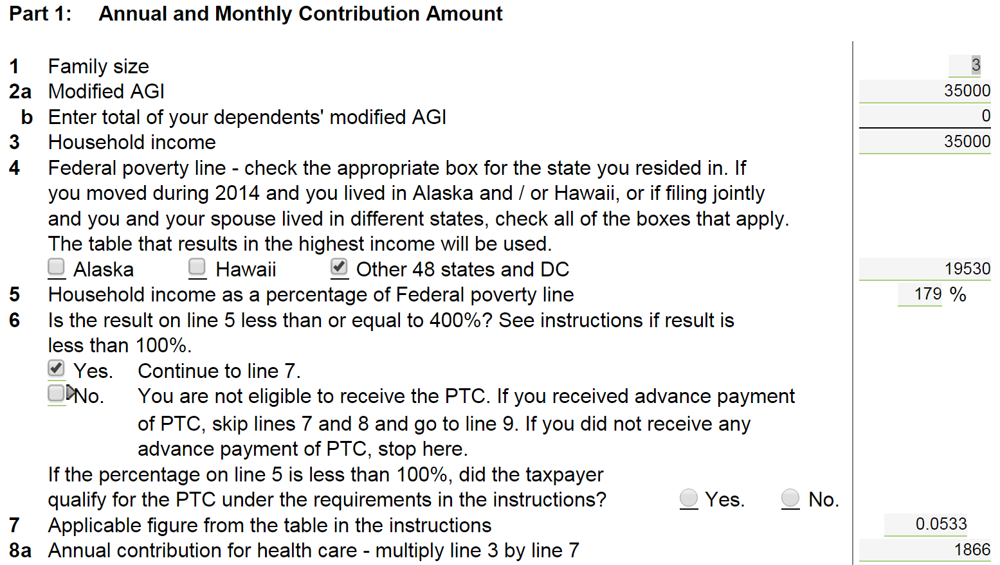 Part 1: Annual and Monthly Contribution Amount
1 Family size 3
2a Modified AGI 35000
b Enter total of your dependents' modified AGI 0
3 Household income 35000
4 Federal poverty line - check the appropriate box for the state you resided in. If
you moved during 2014 and you lived in Alaska and / or Hawaii, or if filing jointly
and you and your spouse lived in different states, check all of the boxes that apply.
The table that results in the highest income will be used.
Alaska Hawaii Other 48 states and DC 19530
5 Household income as a percentage of Federal poverty line 179 %
6 Is the result on line 5 less than or equal to 400%? See instructions if result is
less than 100%.
Yes. Continue to line 7.
No. You are not eligible to receive the PTC. If you received advance payment
of PTC, skip lines 7 and 8 and go to line 9. If you did not receive any
advance payment of PTC, stop here.
If the percentage on line 5 is less than 100%, did the taxpayer
qualify for the PTC under the requirements in the instructions? Yes. No.
7 Applicable figure from the table in the instructions 0.0533
8a Annual contribution for health care - multiply line 3 by line 7 1866